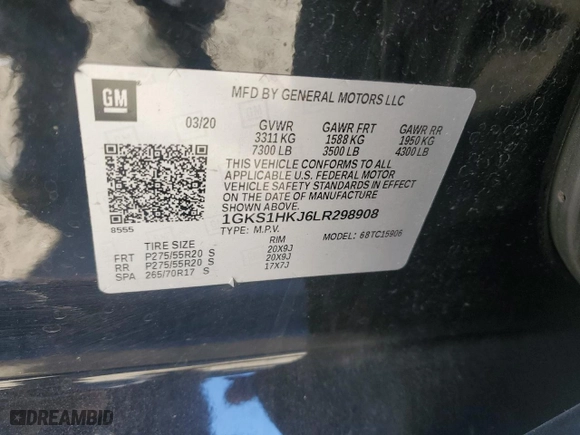 GM
MFD BY GENERAL MOTORS LLC
03/20 GVWR GAWR FRT GAWR RR
3311 KG 1588 KG 1950 KG
7300 LB 3500 LB 4300 LB
THIS VEHICLE CONFORMS TO ALL
APPLICABLE U.S. FEDERAL MOTOR
VEHICLE SAFETY STANDARDS IN EFFECT
ON THE DATE OF MANUFACTURE
SHOWN ABOVE.
1GKS1HKJ6LR298908
8555
TYPE: M.P.V. MODEL: 68TC15906
TIRE SIZE RIM
FRT P275/55R20 S 20X9J
RR P275/55R20 S 20X9J
SPA 265/70R17 S 17X7J
DREAMBID